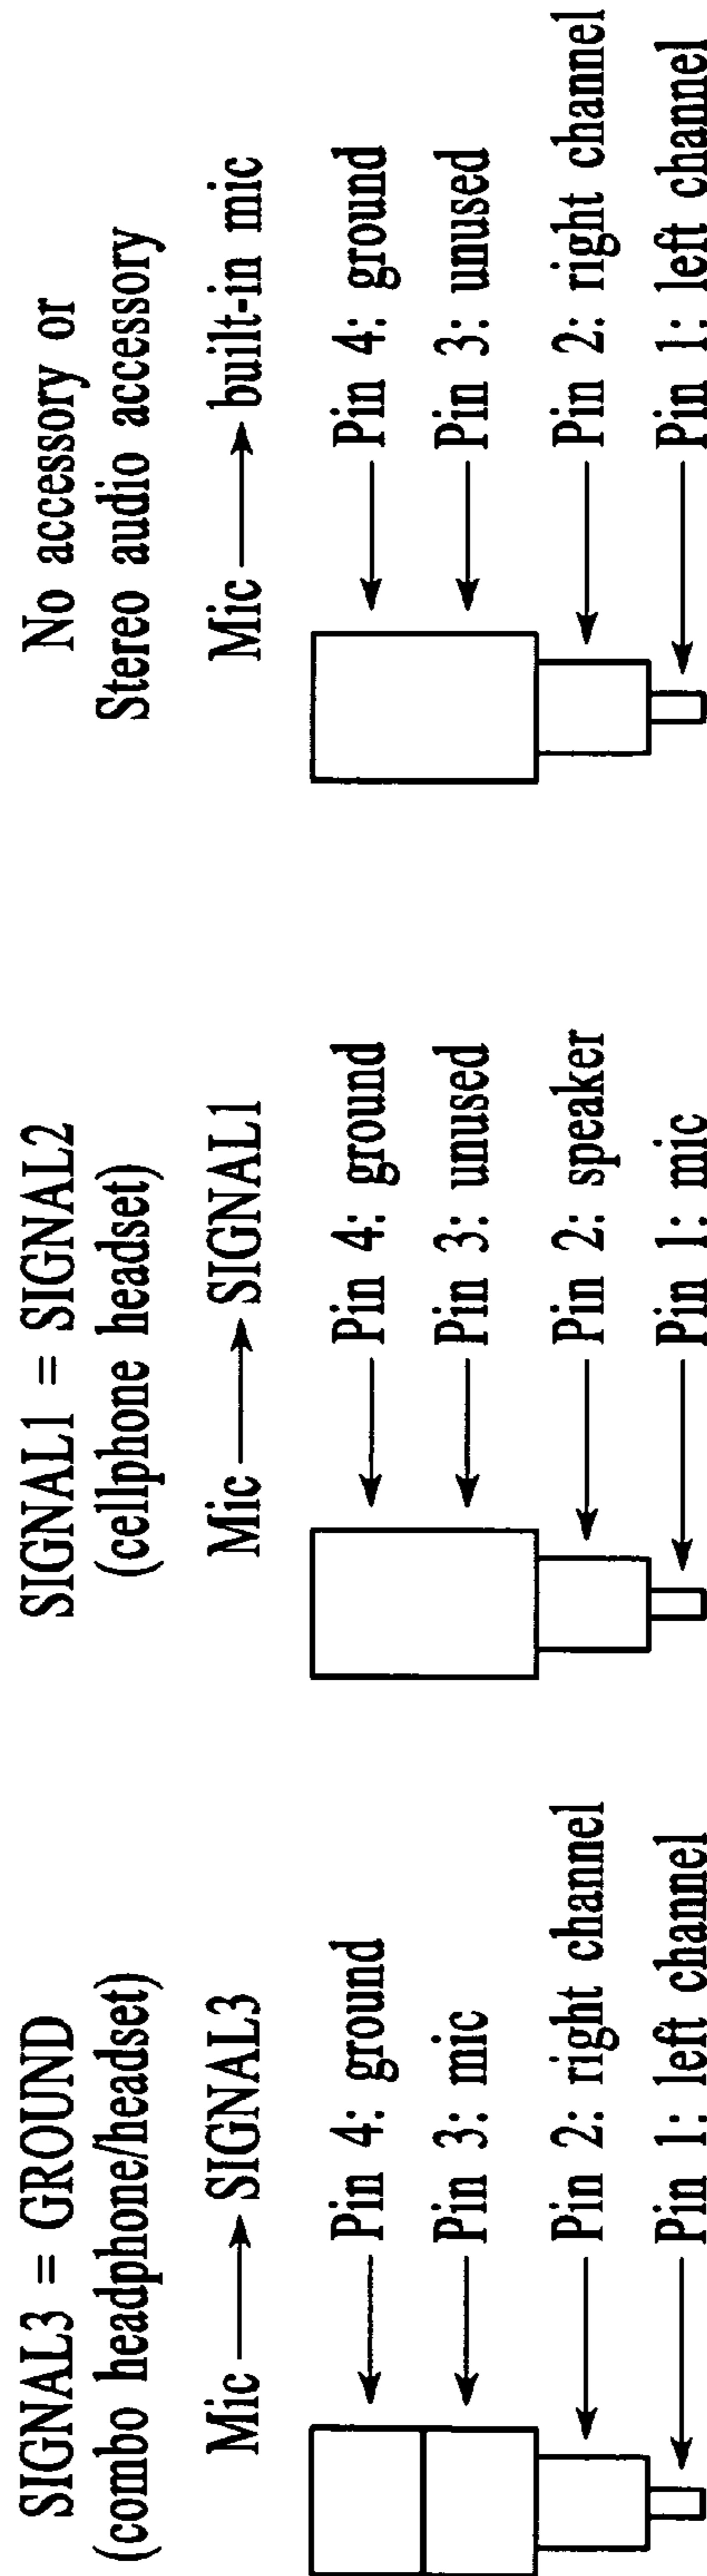 SIGNAL3 = GROUND
(combo headphone/headset)
Mic → SIGNAL3
Pin 4: ground
Pin 3: mic
Pin 2: right channel
Pin 1: left channel
SIGNAL1 = SIGNAL2
(cellphone headset)
Mic → SIGNAL1
Pin 4: ground
Pin 3: unused
Pin 2: speaker
Pin 1: mic
No accessory or
Stereo audio accessory
Mic → built-in mic
Pin 4: ground
Pin 3: unused
Pin 2: right channel
Pin 1: left channel